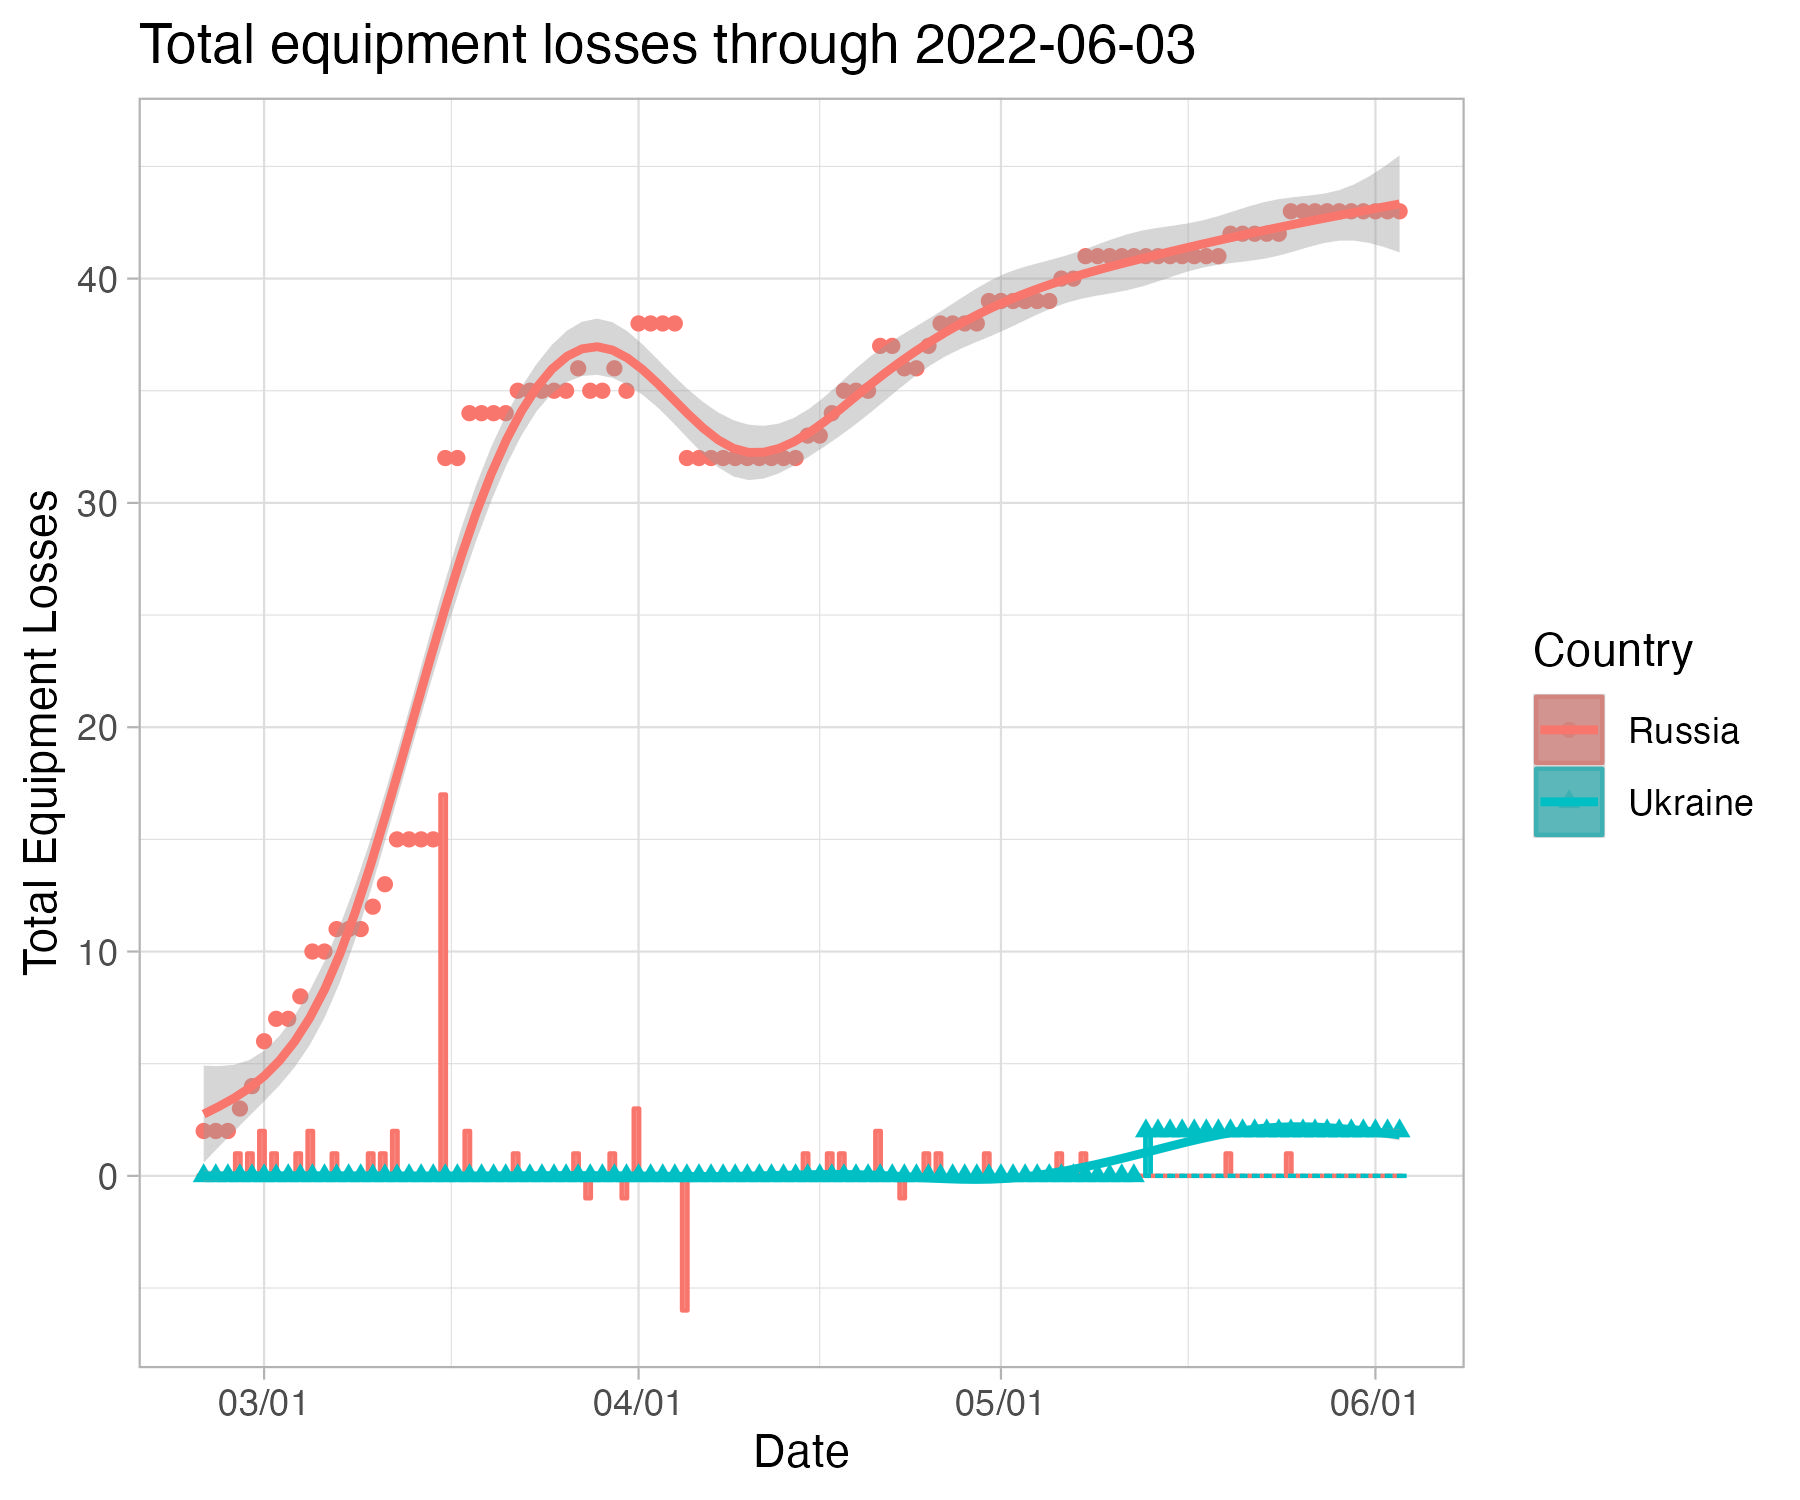 Total equipment losses through 2022-06-03
Total Equipment Losses
40
30
20
10
0
03/01
04/01
05/01
06/01
Date
Country
Russia
Ukraine